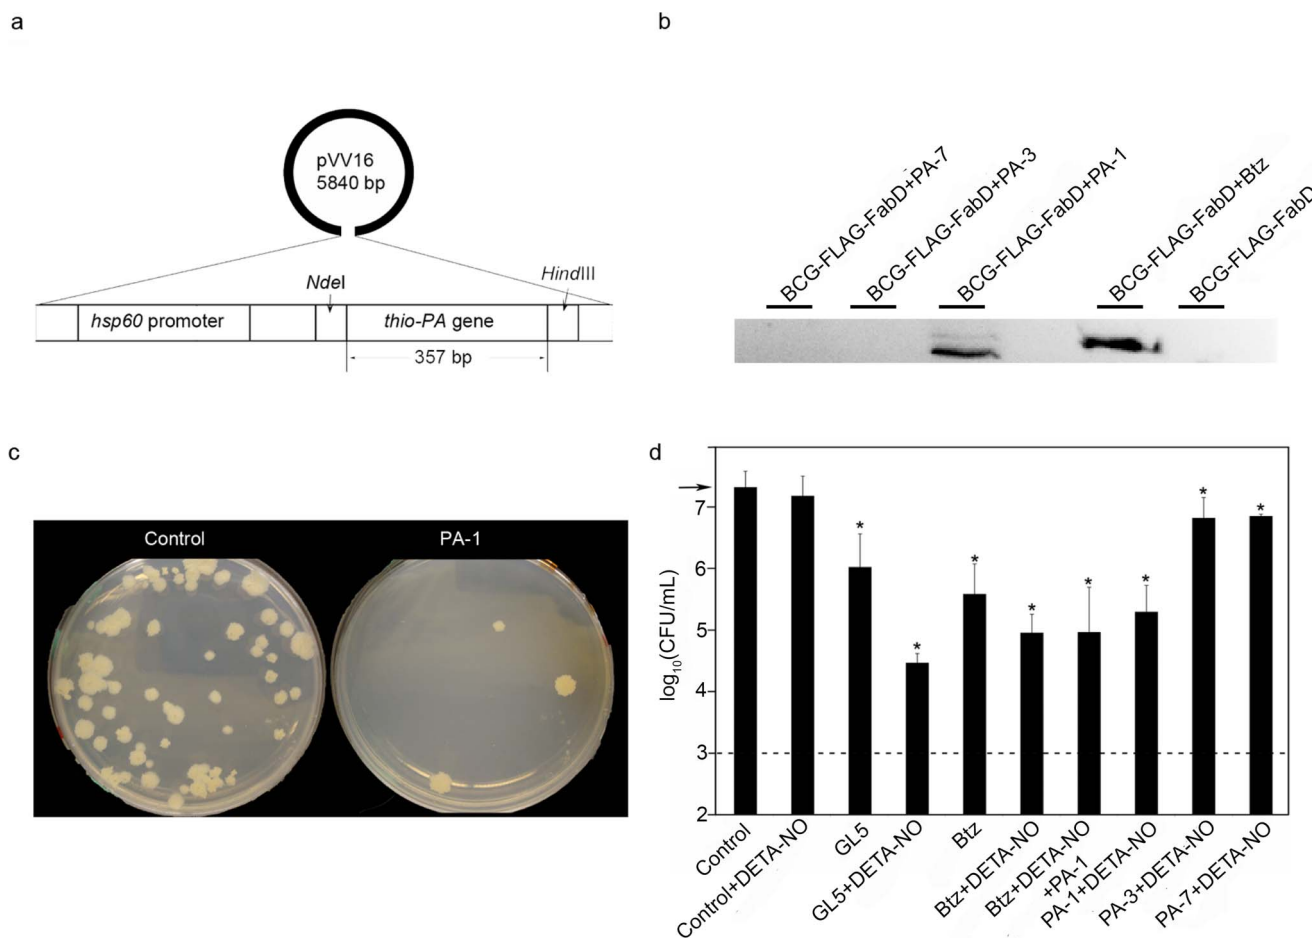 a
pVV16
5840 bp
NdeI
HindIII
hsp60 promoter
thio-PA gene
357 bp
b
BCG-FLAG-FabD+PA-7
BCG-FLAG-FabD+PA-3
BCG-FLAG-FabD+PA-1
BCG-FLAG-FabD+Btz
BCG-FLAG-FabD
c
Control
PA-1
d
log10(CFU/mL)
7
6
5
4
3
2
*
*
*
*
*
*
*
*
Control
Control+DETA-NO
GL5
GL5+DETA-NO
Btz
Btz+DETA-NO
Btz+DETA-NO
+PA-1
PA-1+DETA-NO
PA-3+DETA-NO
PA-7+DETA-NO